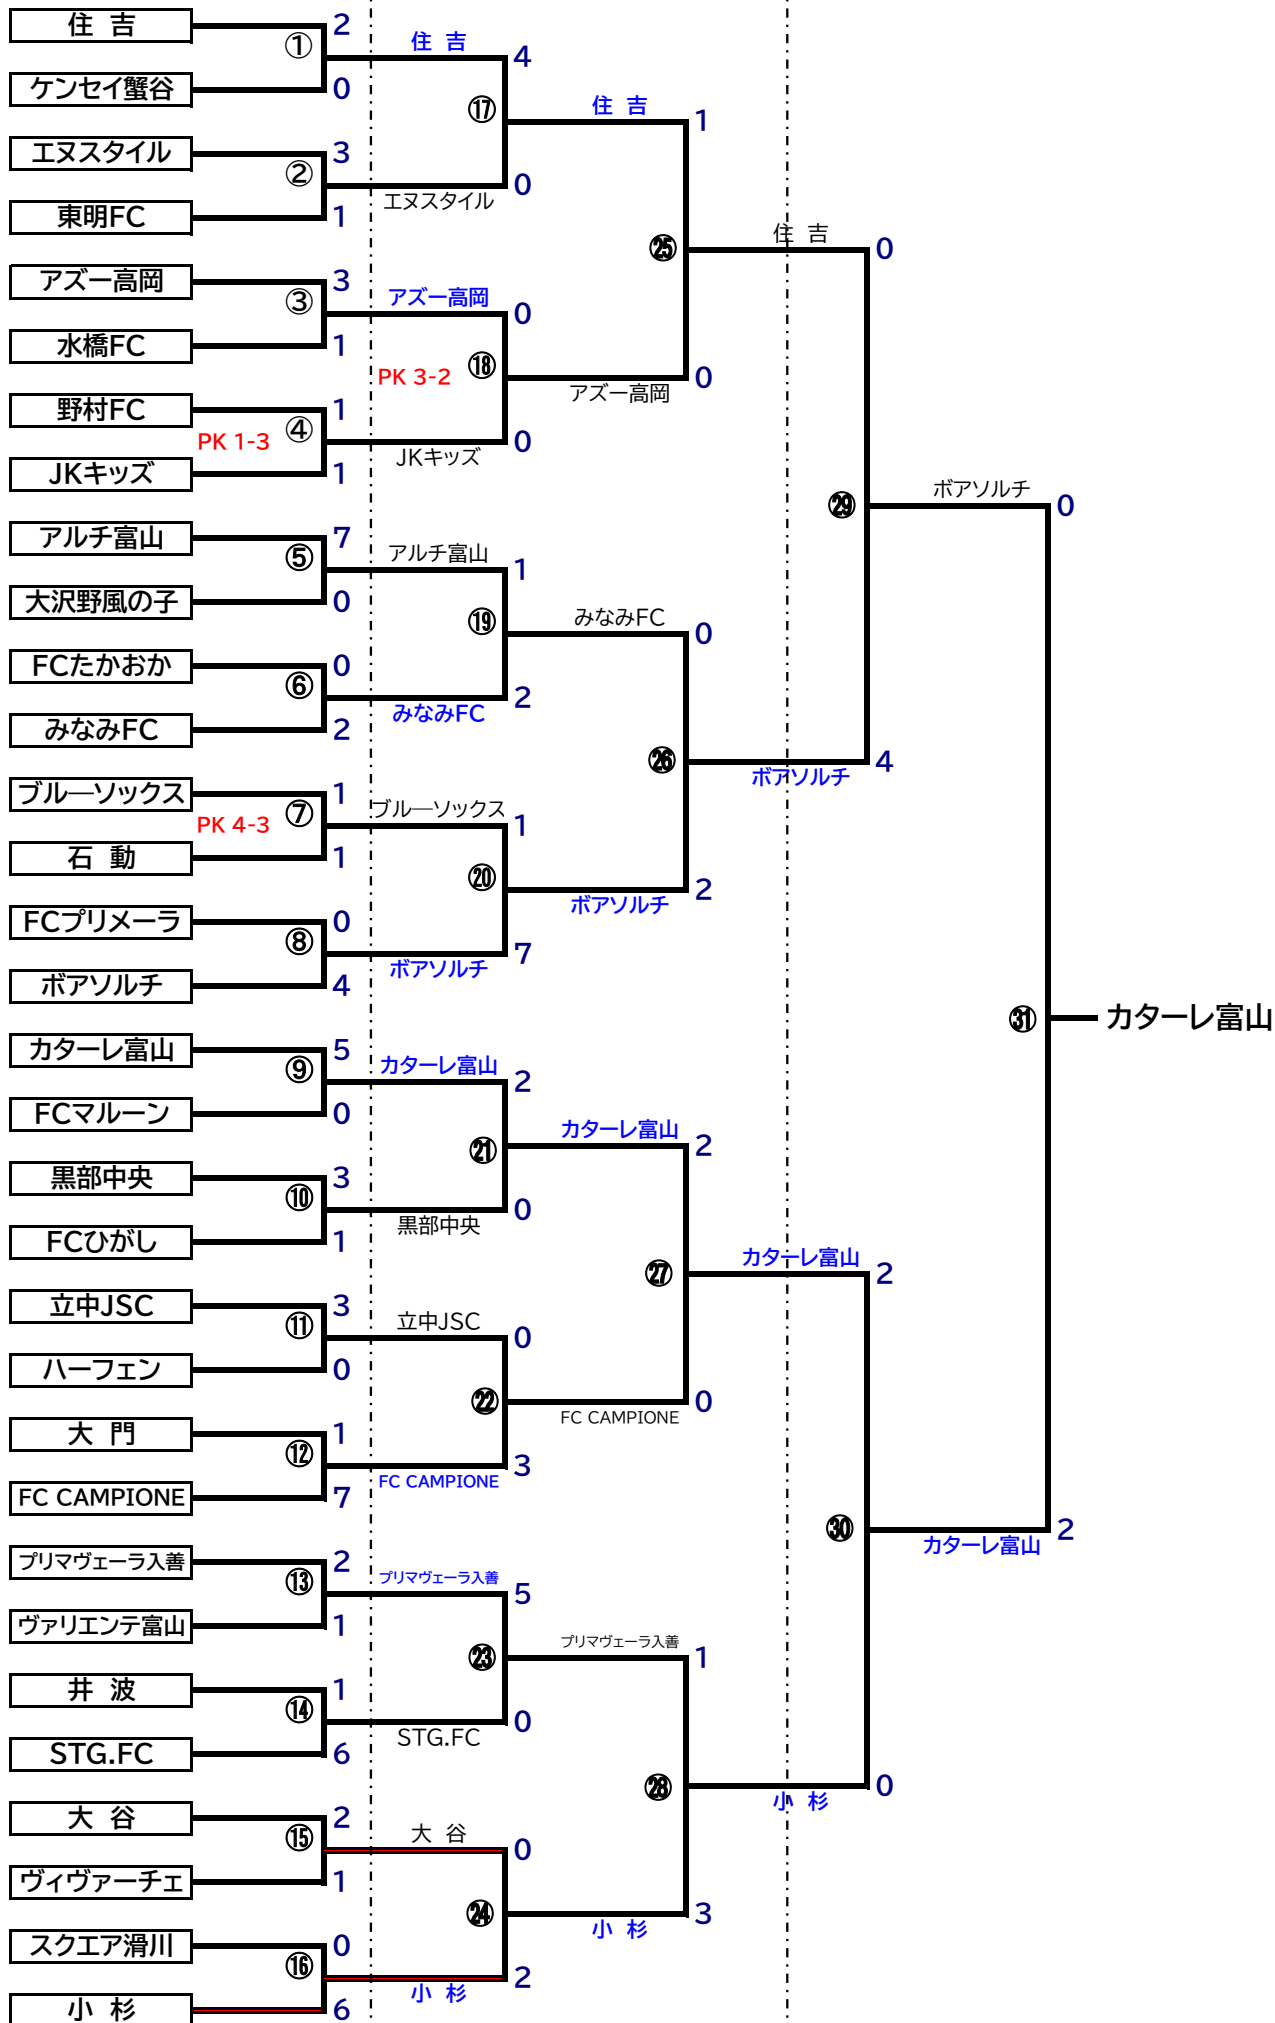 住 吉 2
① 住 吉 4
ケンセイ蟹谷 0
⑰ 住 吉 1
エヌスタイル 3
② エヌスタイル 0
東明FC 1
㉕ 住 吉 0
アズー高岡 3
③ アズー高岡 0
水橋FC 1
PK 3-2 ⑱ アズー高岡 0
野村FC 1
PK 1-3 ④ JKキッズ 0
JKキッズ 1
㉙ ボアソルチ 0
アルチ富山 7
⑤ アルチ富山 1
大沢野風の子 0
⑲ みなみFC 0
FCたかおか 0
⑥ みなみFC 2
みなみFC 2
㉖ ボアソルチ 4
ブル―ソックス 1
PK 4-3 ⑦ ブル―ソックス 1
石 動 1
⑳ ボアソルチ 2
FCプリメーラ 0
⑧ ボアソルチ 7
ボアソルチ 4
㉛ カターレ富山
カターレ富山 5
⑨ カターレ富山 2
FCマルーン 0
㉑ カターレ富山 2
黒部中央 3
⑩ 黒部中央 0
FCひがし 1
㉗ カターレ富山 2
立中JSC 3
⑪ 立中JSC 0
ハーフェン 0
㉒ FC CAMPIONE 0
大 門 1
⑫ FC CAMPIONE 3
FC CAMPIONE 7
㉚ カターレ富山 2
プリマヴェーラ入善 2
⑬ プリマヴェーラ入善 5
ヴァリエンテ富山 1
㉓ プリマヴェーラ入善 1
井 波 1
⑭ STG.FC 0
STG.FC 6
㉘ 小 杉 0
大 谷 2
⑮ 大 谷 0
ヴィヴァーチェ 1
㉔ 小 杉 3
スクエア滑川 0
⑯ 小 杉 2
小 杉 6